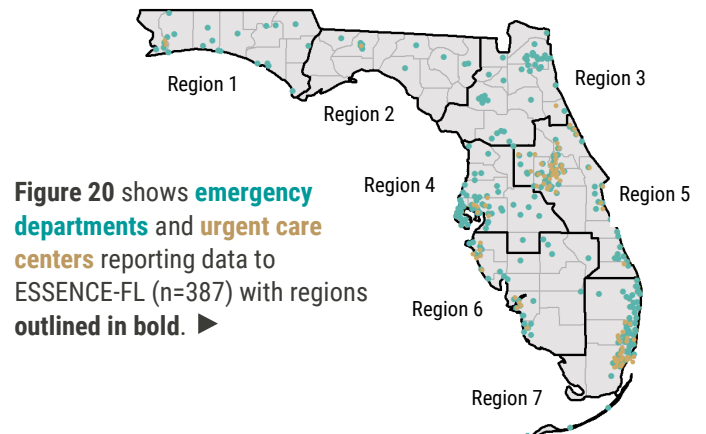 Region 1
Region 2
Region 3
Region 4
Region 5
Region 6
Region 7
Figure 20 shows emergency
departments and urgent care
centers reporting data to
ESSENCE-FL (n=387) with regions
outlined in bold. ►